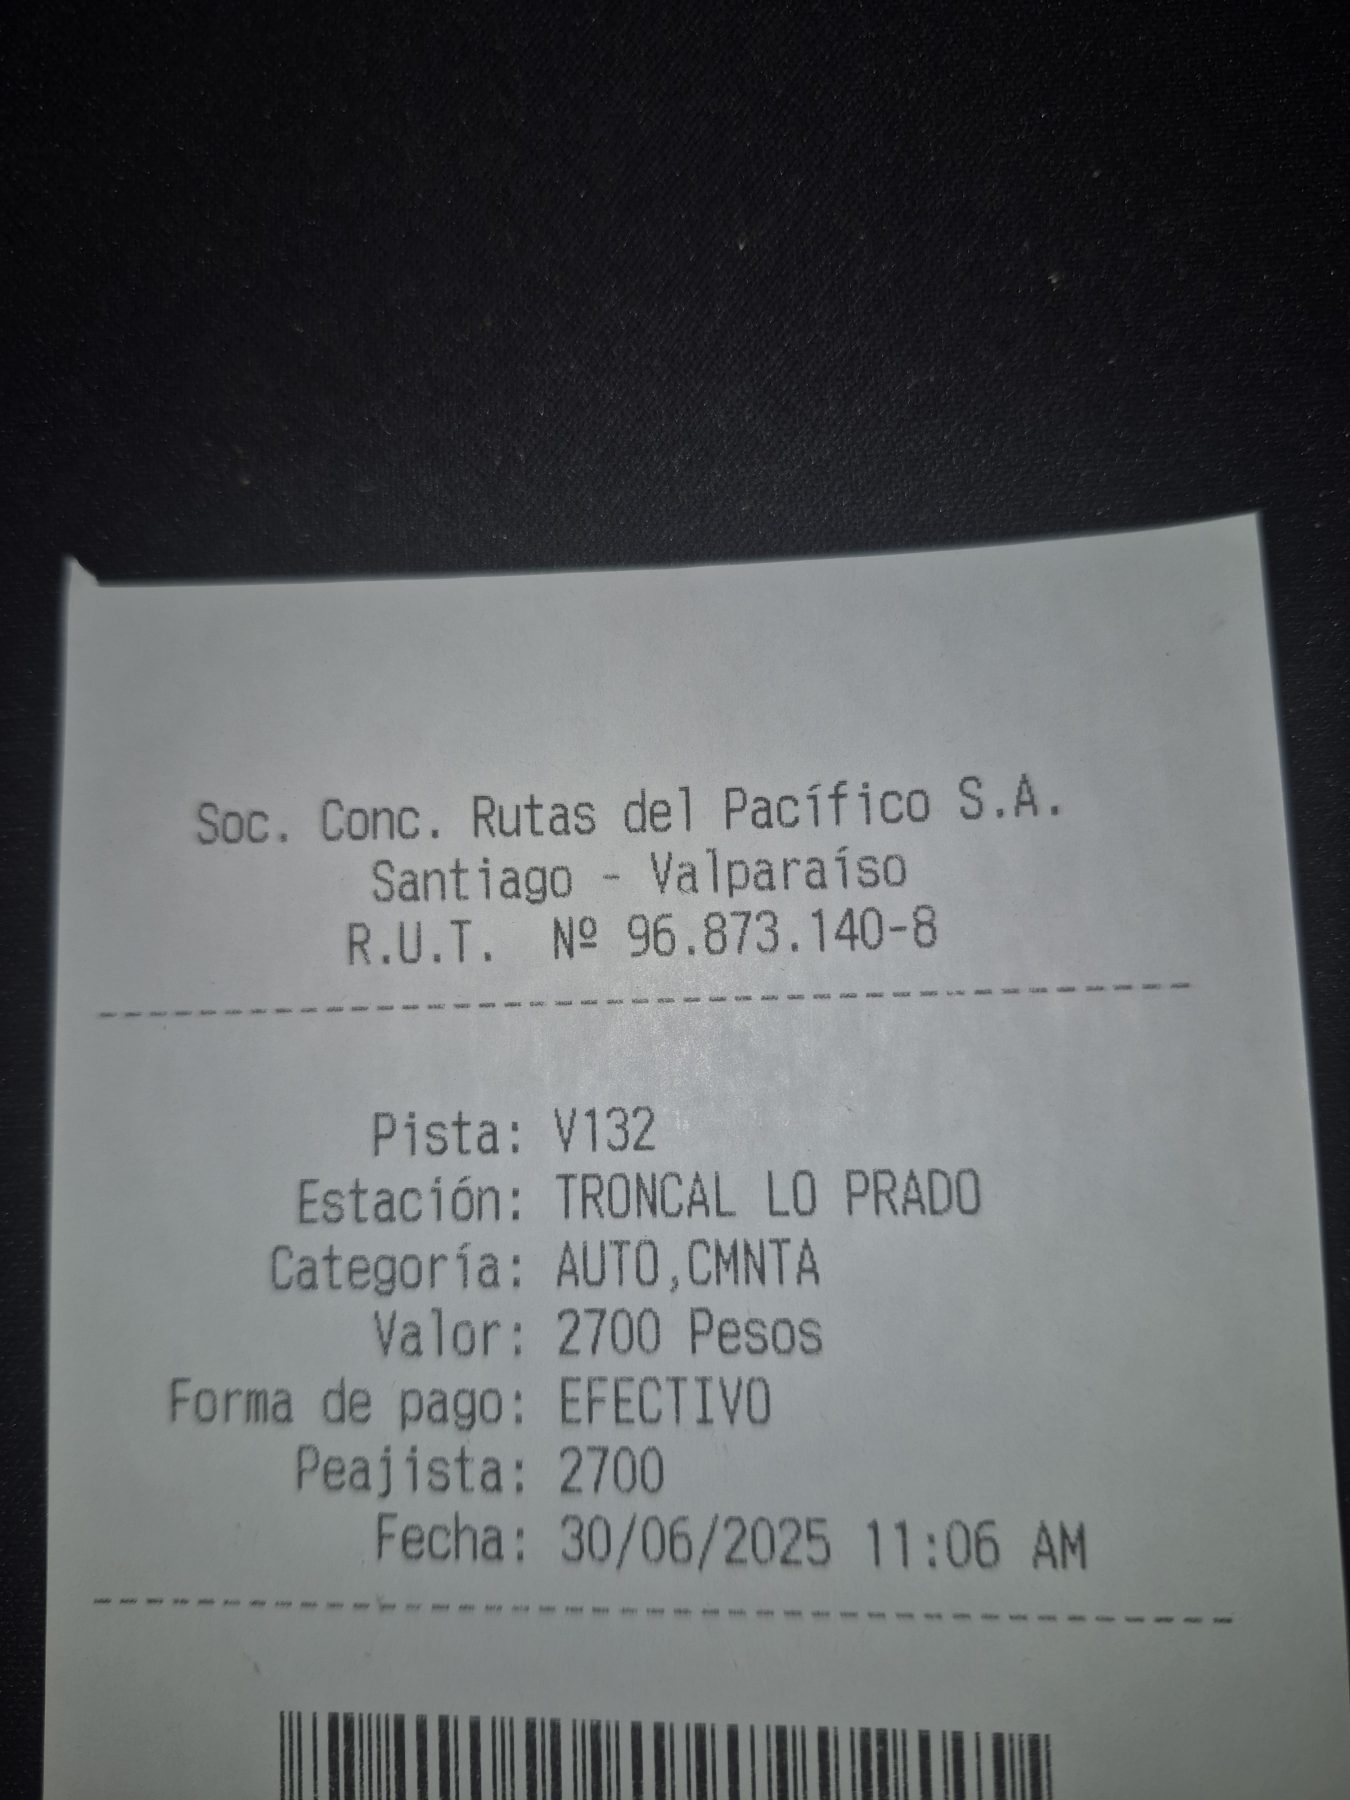 Soc. Conc. Rutas del Pacífico S.A.
Santiago - Valparaíso
R.U.T. Nº 96.873.140-8
Pista: V132
Estación: TRONCAL LO PRADO
Categoría: AUTO,CMNTA
Valor: 2700 Pesos
Forma de pago: EFECTIVO
Peajista: 2700
Fecha: 30/06/2025 11:06 AM